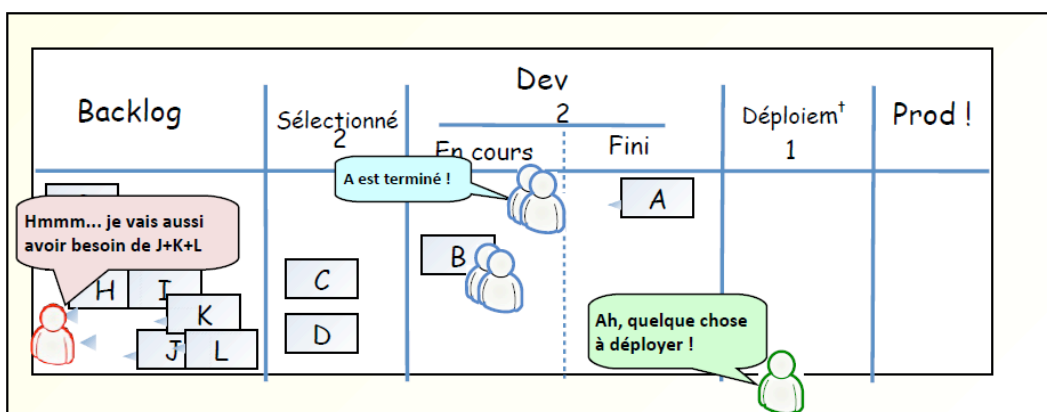 Backlog
Sélectionné
2
Dev
2
En cours
Fini
Déploiem†
1
Prod !
A est terminé !
A
Hmmm... je vais aussi
avoir besoin de J+K+L
B
C
H
I
K
D
J
L
Ah, quelque chose
à déployer !